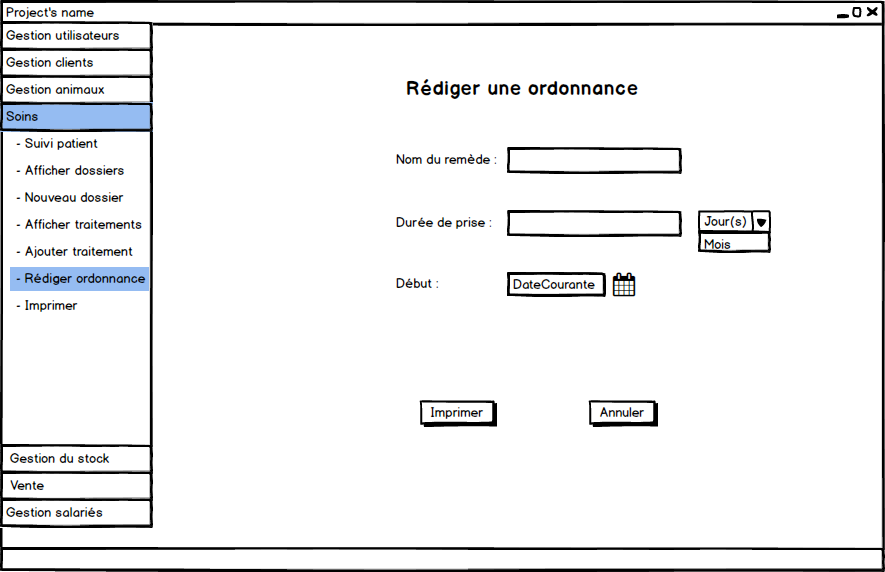 Project's name
Gestion utilisateurs
Gestion clients
Gestion animaux
Soins
- Suivi patient
- Afficher dossiers
- Nouveau dossier
- Afficher traitements
- Ajouter traitement
- Rédiger ordonnance
- Imprimer
Gestion du stock
Vente
Gestion salariés
Rédiger une ordonnance
Nom du remède :
Durée de prise :
Jour(s)
Mois
Début :
DateCourante
Imprimer
Annuler